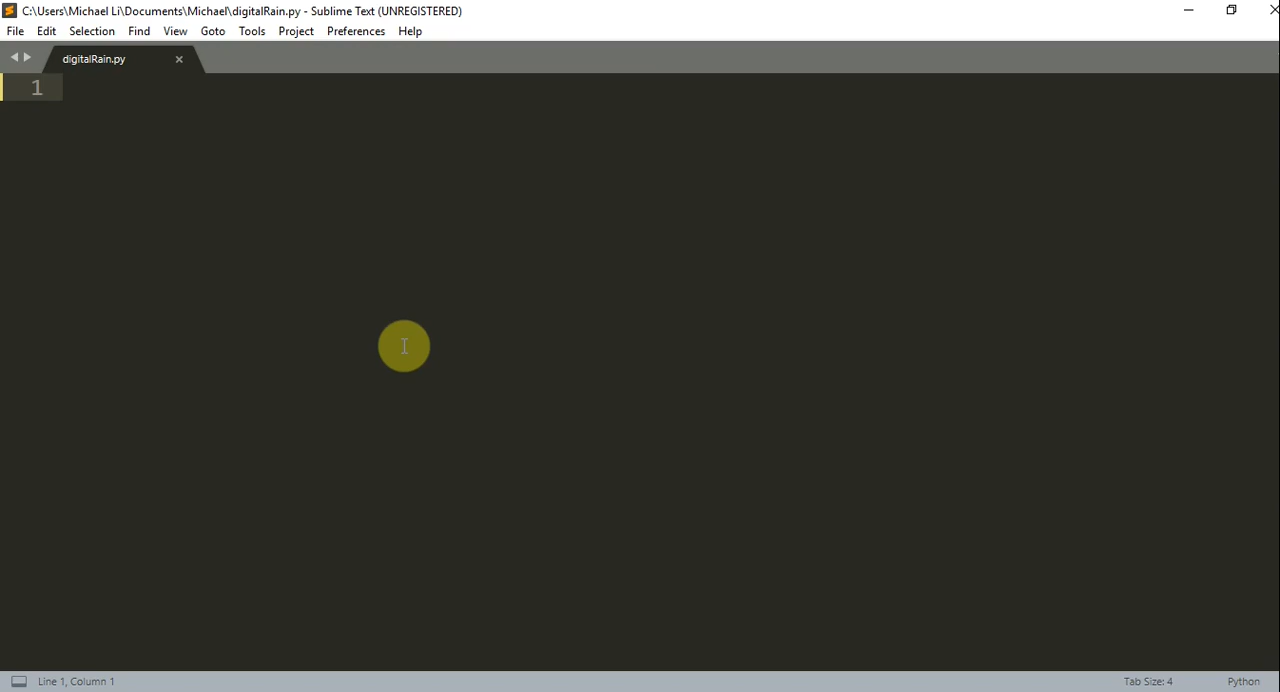 C:\Users\Michael Li\Documents\Michael\digitalRain.py - Sublime Text (UNREGISTERED)
File Edit Selection Find View Goto Tools Project Preferences Help
digitalRain.py
1
Line 1, Column 1 Tab Size: 4 Python